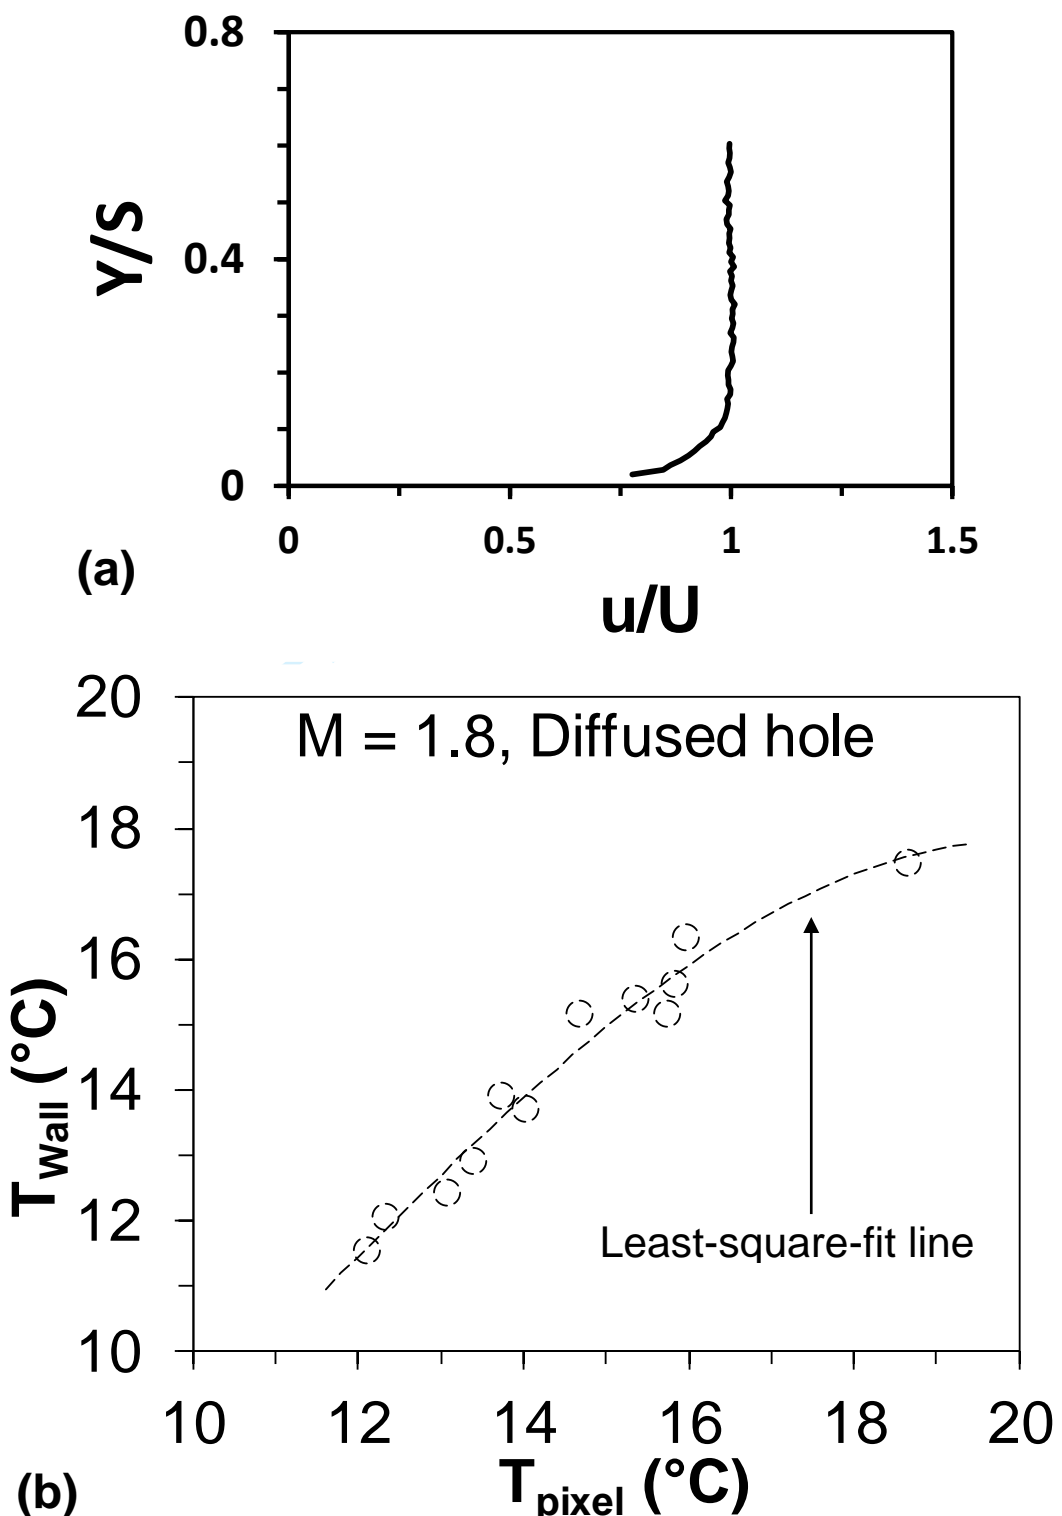 0.8
Y/S
0.4
0
0 0.5 1 1.5
(a)
u/U
20
M = 1.8, Diffused hole
18
16
T_Wall (°C)
14
12
Least-square-fit line
10
10 12 14 16 18 20
(b)
T_pixel (°C)